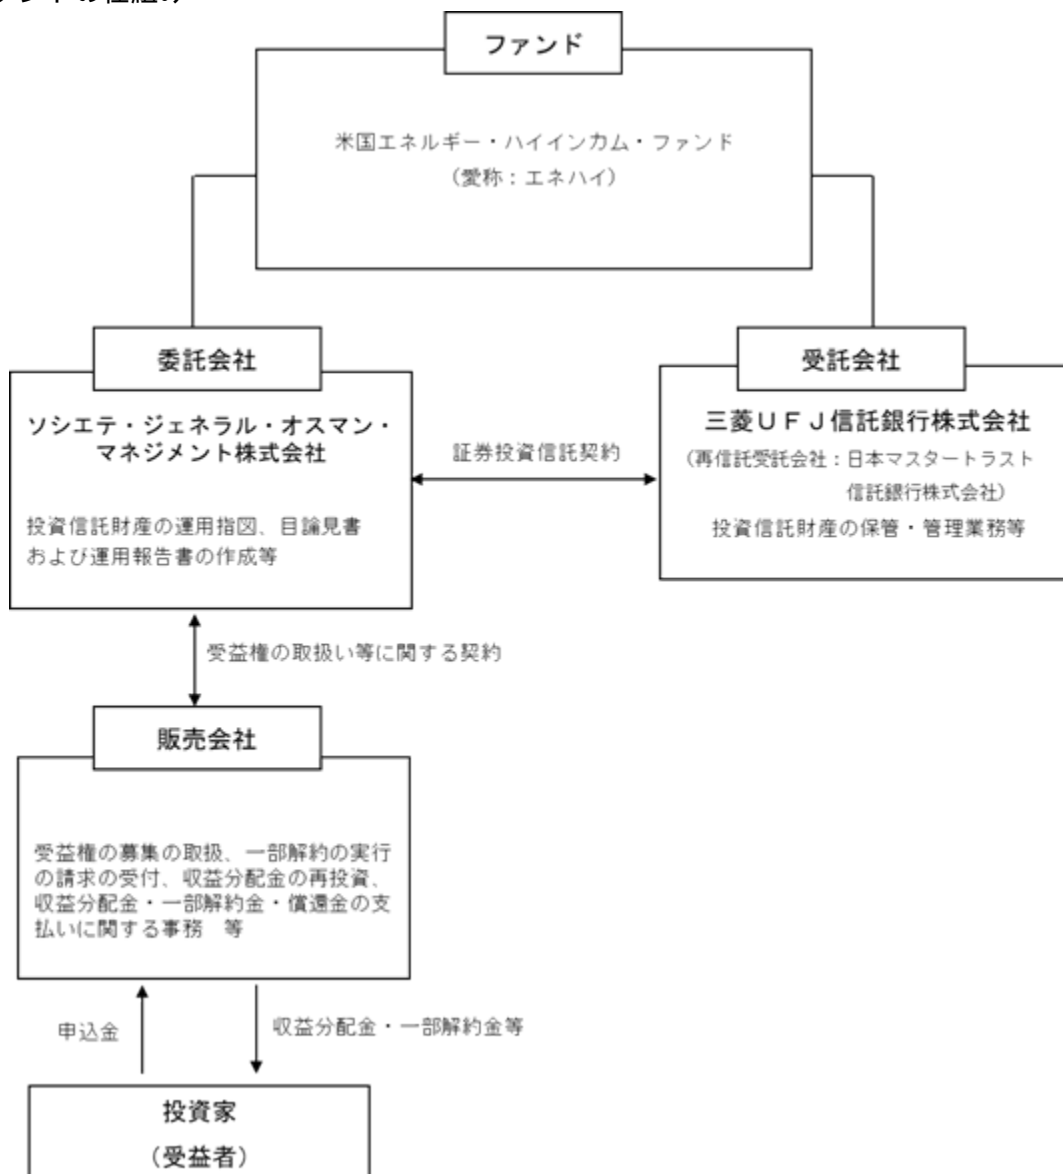 ファンド
米国エネルギー・ハイインカム・ファンド
（愛称：エネハイ）
委託会社
ソシエテ・ジェネラル・オスマン・
マネジメント株式会社
投資信託財産の運用指図、目論見書
および運用報告書の作成等
証券投資信託契約
受託会社
三菱ＵＦＪ信託銀行株式会社
（再信託受託会社：日本マスタートラスト
信託銀行株式会社）
投資信託財産の保管・管理業務等
受益権の取扱い等に関する契約
販売会社
受益権の募集の取扱、一部解約の実行
の請求の受付、収益分配金の再投資、
収益分配金・一部解約金・償還金の支
払いに関する事務　等
申込金
収益分配金・一部解約金等
投資家
（受益者）